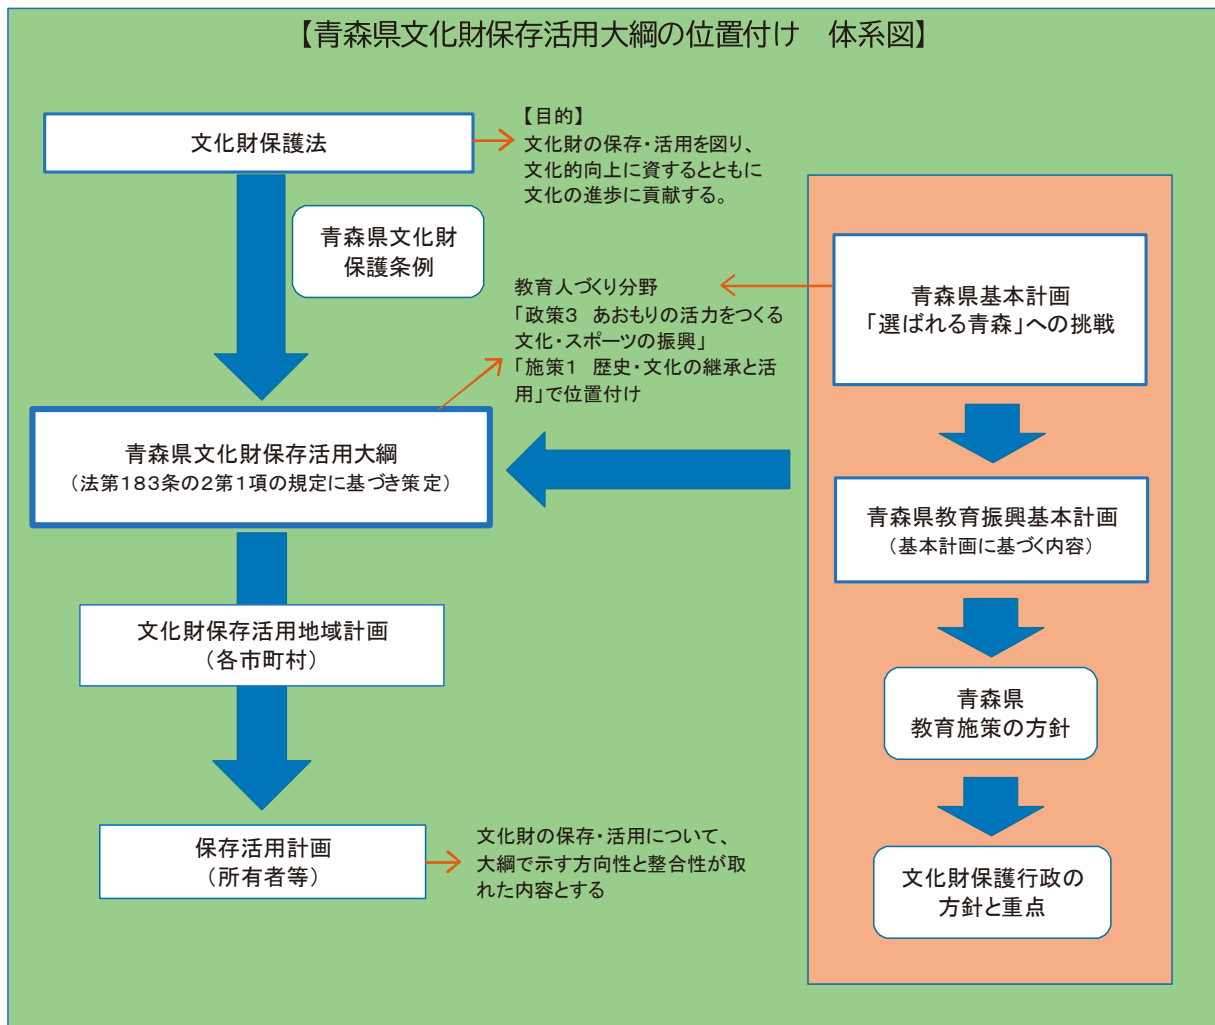 【青森県文化財保存活用大綱の位置付け　体系図】
文化財保護法
【目的】
文化財の保存・活用を図り、
文化的向上に資するとともに
文化の進歩に貢献する。
青森県文化財
保護条例
教育人づくり分野
「政策３　あおもりの活力をつくる
文化・スポーツの振興」
「施策１　歴史・文化の継承と活
用」で位置付け
青森県基本計画
「選ばれる青森」への挑戦
青森県文化財保存活用大綱
（法第１８３条の２第１項の規定に基づき策定）
青森県教育振興基本計画
（基本計画に基づく内容）
文化財保存活用地域計画
（各市町村）
青森県
教育施策の方針
保存活用計画
（所有者等）
文化財の保存・活用について、
大綱で示す方向性と整合性が取
れた内容とする
文化財保護行政の
方針と重点